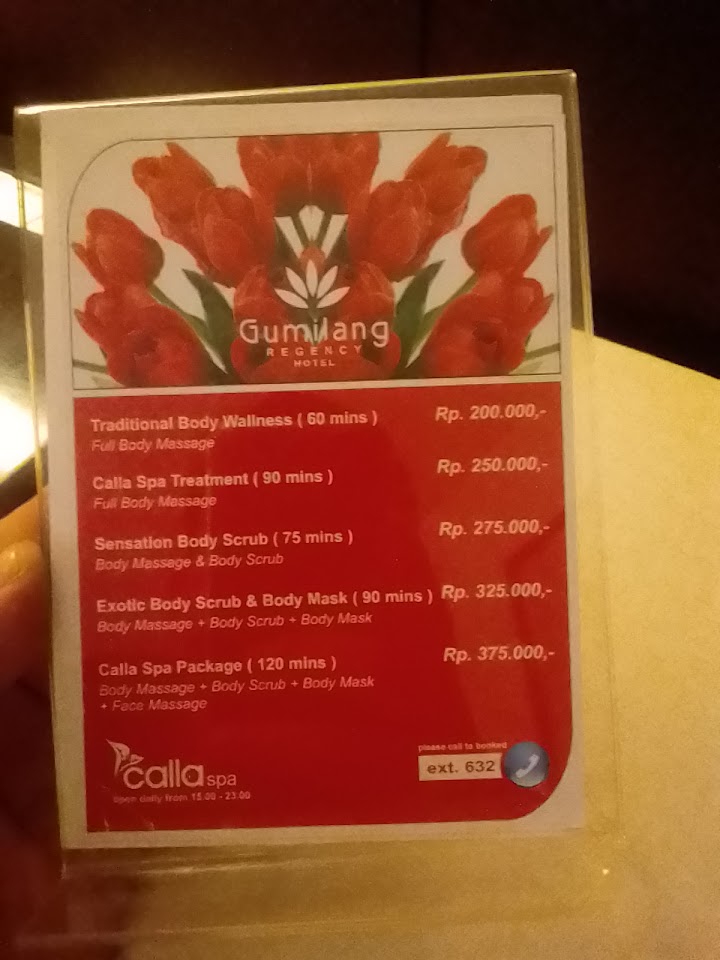 Gumilang
REGENCY
HOTEL
Traditional Body Wallness ( 60 mins ) Rp. 200.000,-
Full Body Massage
Calla Spa Treatment ( 90 mins ) Rp. 250.000,-
Full Body Massage
Sensation Body Scrub ( 75 mins ) Rp. 275.000,-
Body Massage & Body Scrub
Exotic Body Scrub & Body Mask ( 90 mins ) Rp. 325.000,-
Body Massage + Body Scrub + Body Mask
Calla Spa Package ( 120 mins ) Rp. 375.000,-
Body Massage + Body Scrub + Body Mask
+ Face Massage
calla spa
open daily from 15.00 - 23.00
please call to booked
ext. 632